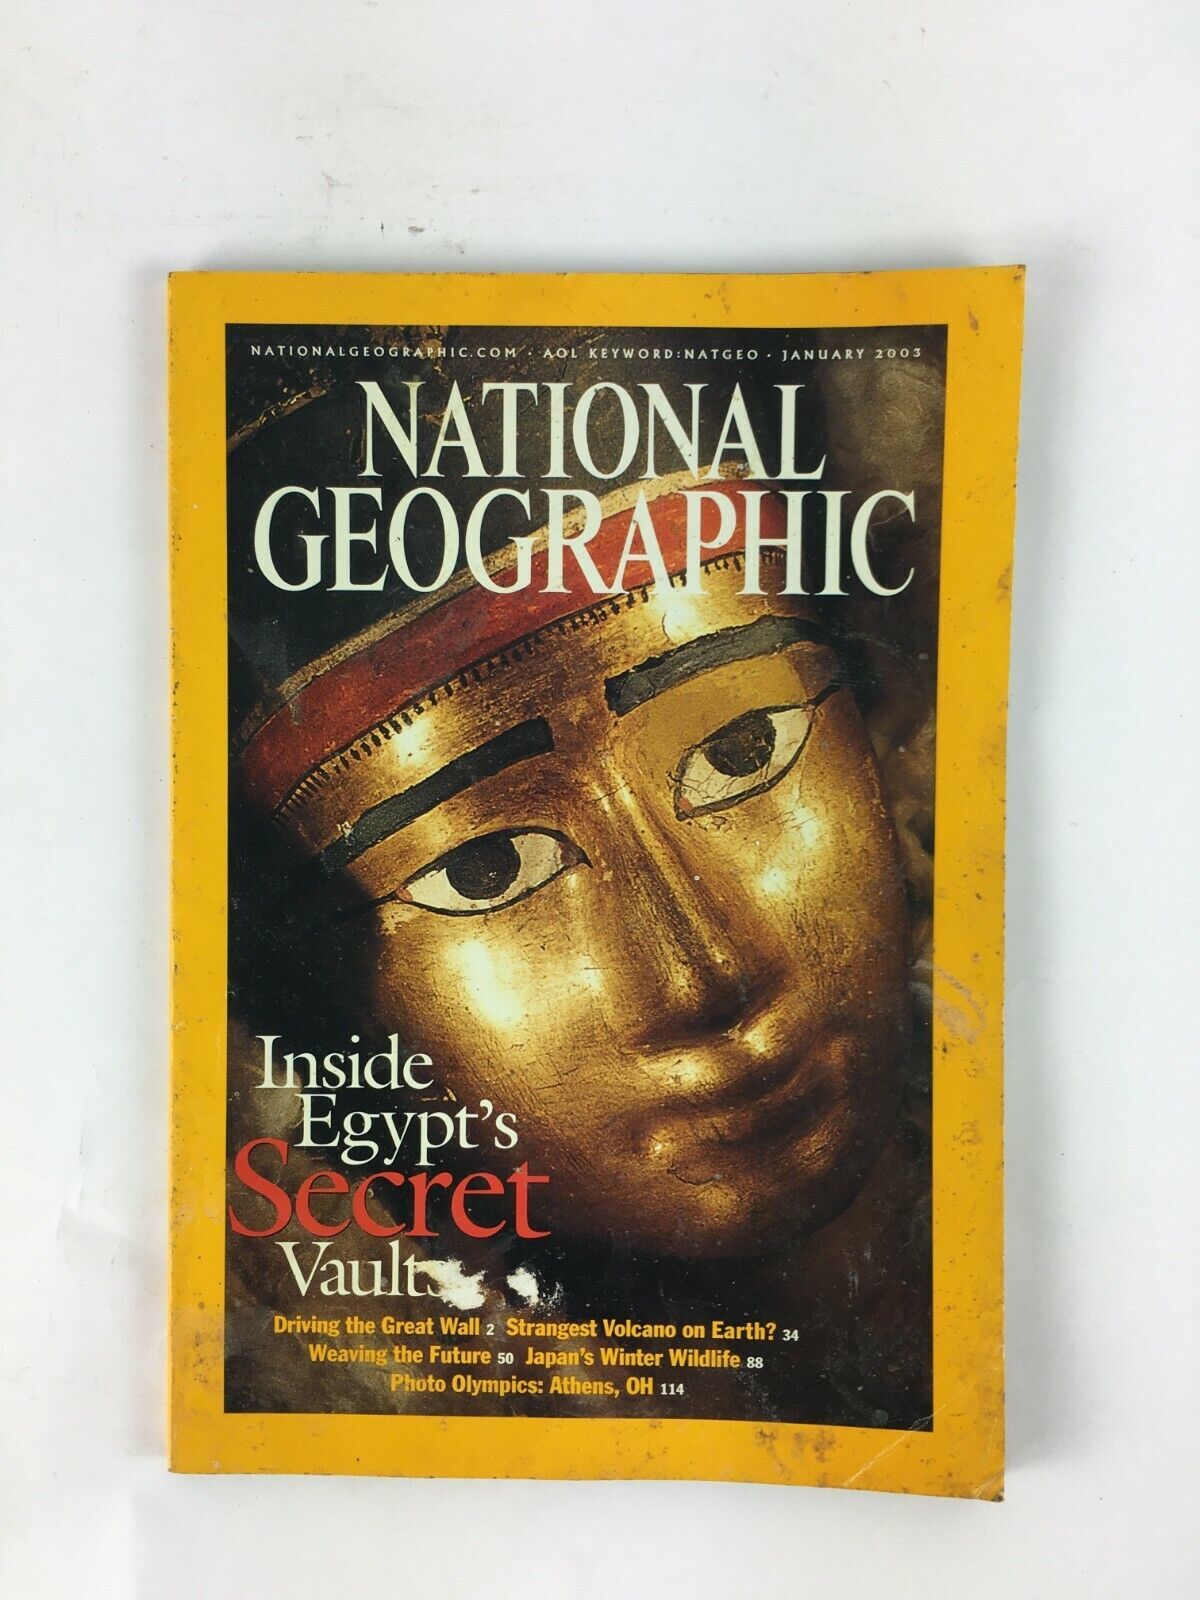 NATIONALGEOGRAPHIC.COM · AOL KEYWORD:NATGEO · JANUARY 2003
NATIONAL
GEOGRAPHIC
Inside
Egypt's
Secret
Vaults
Driving the Great Wall 2 Strangest Volcano on Earth? 34
Weaving the Future 50 Japan's Winter Wildlife 88
Photo Olympics: Athens, OH 114